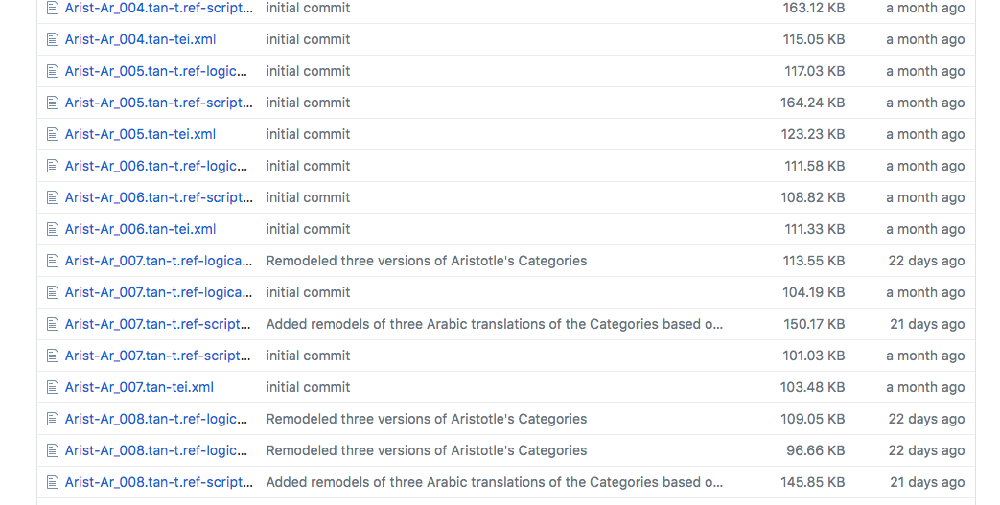 Arist-Ar_004.tan-t.ref-script... initial commit 163.12 KB a month ago
Arist-Ar_004.tan-tei.xml initial commit 115.05 KB a month ago
Arist-Ar_005.tan-t.ref-logic... initial commit 117.03 KB a month ago
Arist-Ar_005.tan-t.ref-script... initial commit 164.24 KB a month ago
Arist-Ar_005.tan-tei.xml initial commit 123.23 KB a month ago
Arist-Ar_006.tan-t.ref-logic... initial commit 111.58 KB a month ago
Arist-Ar_006.tan-t.ref-script... initial commit 108.82 KB a month ago
Arist-Ar_006.tan-tei.xml initial commit 111.33 KB a month ago
Arist-Ar_007.tan-t.ref-logica... Remodeled three versions of Aristotle's Categories 113.55 KB 22 days ago
Arist-Ar_007.tan-t.ref-logica... initial commit 104.19 KB a month ago
Arist-Ar_007.tan-t.ref-script... Added remodels of three Arabic translations of the Categories based o... 150.17 KB 21 days ago
Arist-Ar_007.tan-t.ref-script... initial commit 101.03 KB a month ago
Arist-Ar_007.tan-tei.xml initial commit 103.48 KB a month ago
Arist-Ar_008.tan-t.ref-logic... Remodeled three versions of Aristotle's Categories 109.05 KB 22 days ago
Arist-Ar_008.tan-t.ref-logic... Remodeled three versions of Aristotle's Categories 96.66 KB 22 days ago
Arist-Ar_008.tan-t.ref-script... Added remodels of three Arabic translations of the Categories based o... 145.85 KB 21 days ago